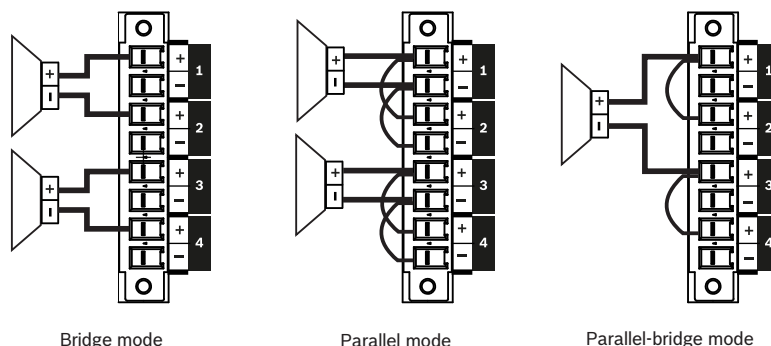 + − + 1 −
+ − + 2 −
+ − + 3 −
+ − + 4 −
+ − + 1 −
+ − + 2 −
+ − + 3 −
+ − + 4 −
+ − + 1 −
+ − 2
+ 3 −
+ 4 −
Bridge mode
Parallel mode
Parallel-bridge mode